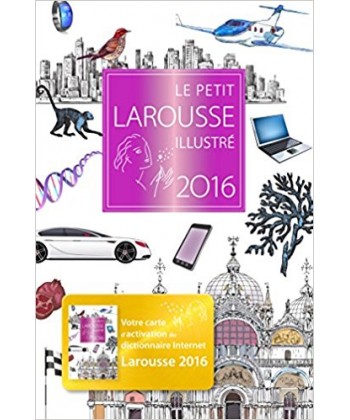 LE PETIT
LAROUSSE
ILLUSTRÉ
2016
Votre carte
d'activation du
dictionnaire Internet
Larousse 2016